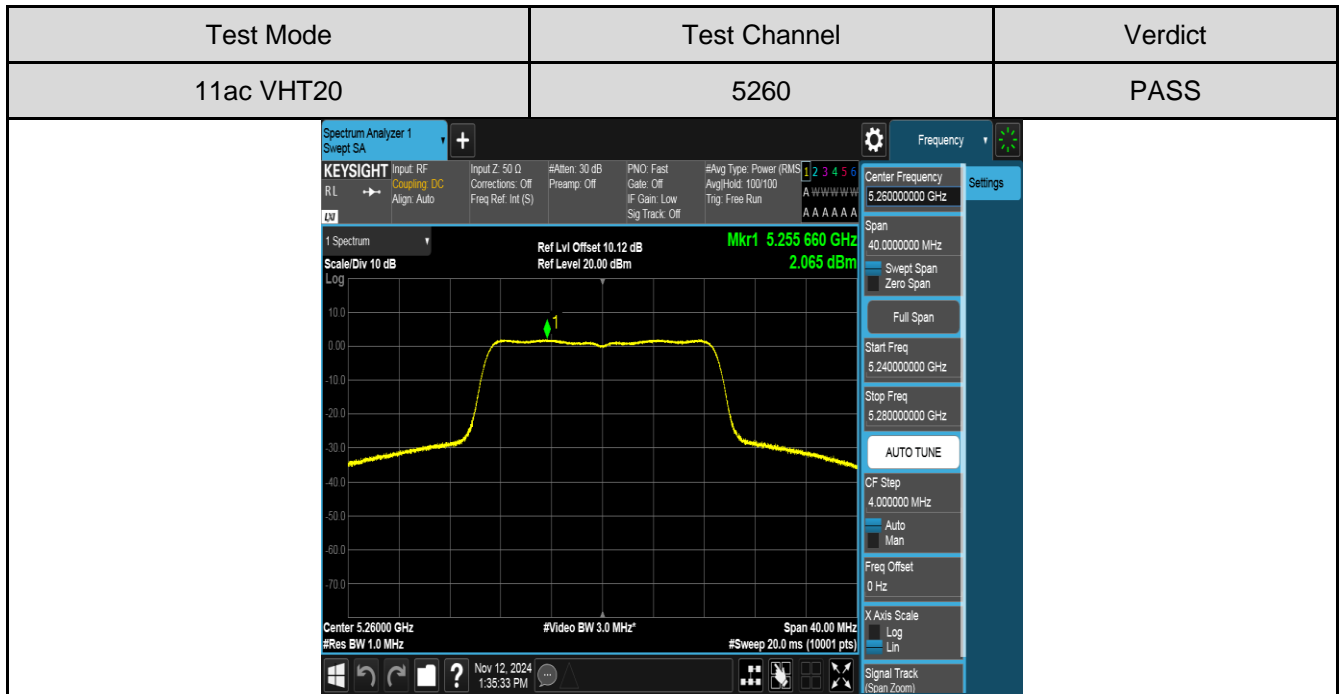 Test Mode Test Channel Verdict
11ac VHT20 5260 PASS
Spectrum Analyzer 1
Swept SA
+
Frequency
KEYSIGHT
RL
LXI
Input: RF
Coupling: DC
Align: Auto
Input Z: 50 Ω
Corrections: Off
Freq Ref: Int (S)
#Atten: 30 dB
Preamp: Off
PNO: Fast
Gate: Off
IF Gain: Low
Sig Track: Off
#Avg Type: Power (RMS
Avg|Hold: 100/100
Trig: Free Run
1 2 3 4 5 6
A W W W W W
A A A A A A
1 Spectrum
Scale/Div 10 dB
Log
Ref Lvl Offset 10.12 dB
Ref Level 20.00 dBm
Mkr1 5.255 660 GHz
2.065 dBm
1
10.0
0.00
-10.0
-20.0
-30.0
-40.0
-50.0
-60.0
-70.0
Center 5.26000 GHz
#Res BW 1.0 MHz
#Video BW 3.0 MHz*
Span 40.00 MHz
#Sweep 20.0 ms (10001 pts)
Center Frequency
5.260000000 GHz
Settings
Span
40.0000000 MHz
Swept Span
Zero Span
Full Span
Start Freq
5.240000000 GHz
Stop Freq
5.280000000 GHz
AUTO TUNE
CF Step
4.000000 MHz
Auto
Man
Freq Offset
0 Hz
X Axis Scale
Log
Lin
Signal Track
(Span Zoom)
?
Nov 12, 2024
1:35:33 PM